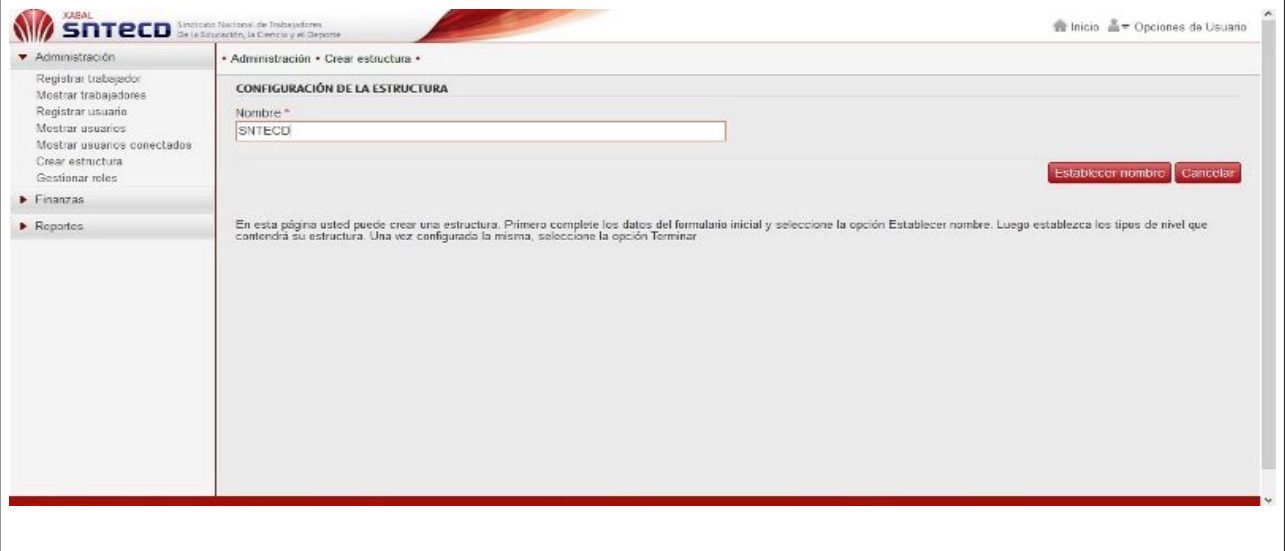 XABAL
SNTECD
Sindicato Nacional de Trabajadores
De la Educación, la Ciencia y el Deporte
Inicio
Opciones de Usuario
Administración
• Administración • Crear estructura •
Registrar trabajador
Mostrar trabajadores
Registrar usuario
Mostrar usuarios
Mostrar usuarios conectados
Crear estructura
Gestionar roles
Finanzas
Reportes
CONFIGURACIÓN DE LA ESTRUCTURA
Nombre *
SNTECD
Establecer nombre
Cancelar
En esta página usted puede crear una estructura. Primero complete los datos del formulario inicial y seleccione la opción Establecer nombre. Luego establezca los tipos de nivel que
contendrá su estructura. Una vez configurada la misma, seleccione la opción Terminar